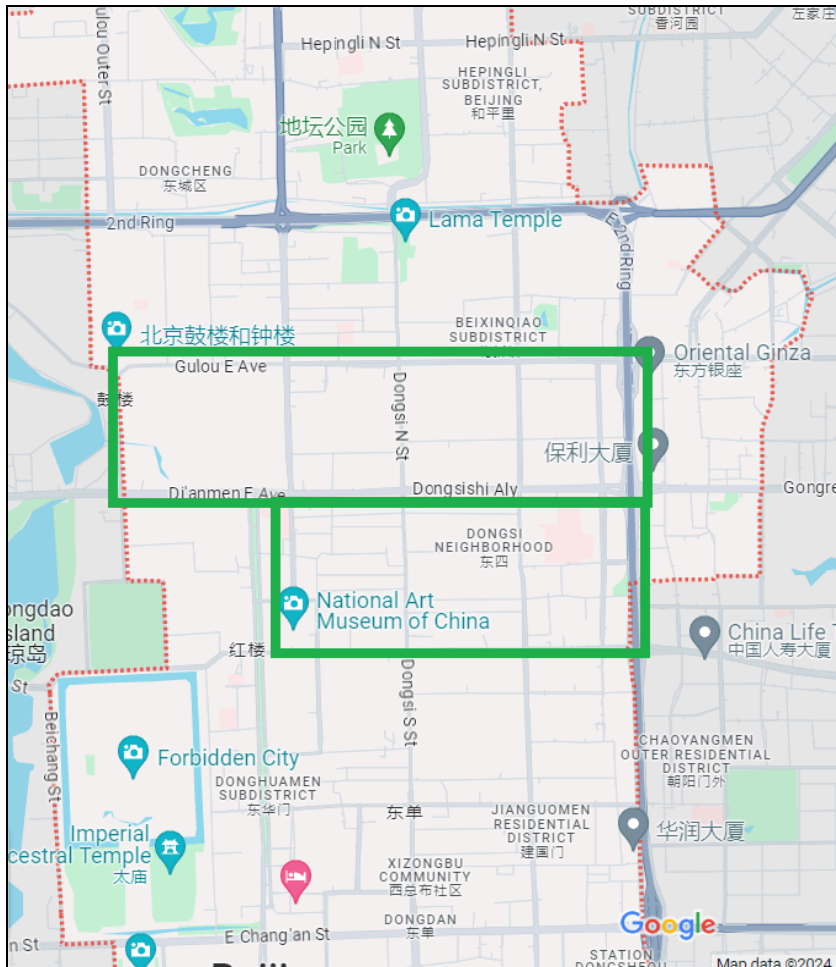 SUBDISTRICT
香河园
左家庄
Gulou Outer St
Hepingli N St
Hepingli N St
HEPINGLI
SUBDISTRICT,
BEIJING
和平里
地坛公园
Park
DONGCHENG
东城区
2nd Ring
Lama Temple
E 2nd Ring
北京鼓楼和钟楼
BEIXINQIAO
SUBDISTRICT
Oriental Ginza
东方银座
Gulou E Ave
鼓楼
Dongsi N St
保利大厦
Di'anmen E Ave
Dongsishi Aly
DONGSI
NEIGHBORHOOD
东四
National Art
Museum of China
红楼
China Life
中国人寿大厦
St
Dongsi S St
Beichang St
Forbidden City
CHAOYANGMEN
OUTER RESIDENTIAL
DISTRICT
朝阳门外
DONGHUAMEN
SUBDISTRICT
东华门
东单
JIANGUOMEN
RESIDENTIAL
DISTRICT
建国门
华润大厦
Imperial
cestral Temple
太庙
XIZONGBU
COMMUNITY
西总布社区
DONGDAN
东单
Google
E Chang'an St
n St
STATION
Map data ©2024